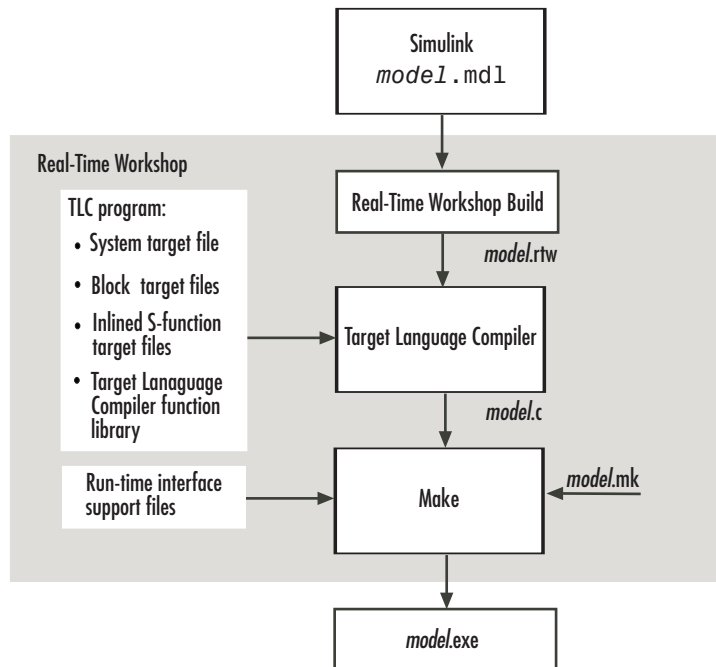 Simulink
model.mdl
Real-Time Workshop
Real-Time Workshop Build
model.rtw
TLC program:
• System target file
• Block target files
• Inlined S-function
target files
• Target Lanaguage
Compiler function
library
Target Language Compiler
model.c
Run-time interface
support files
Make
model.mk
model.exe